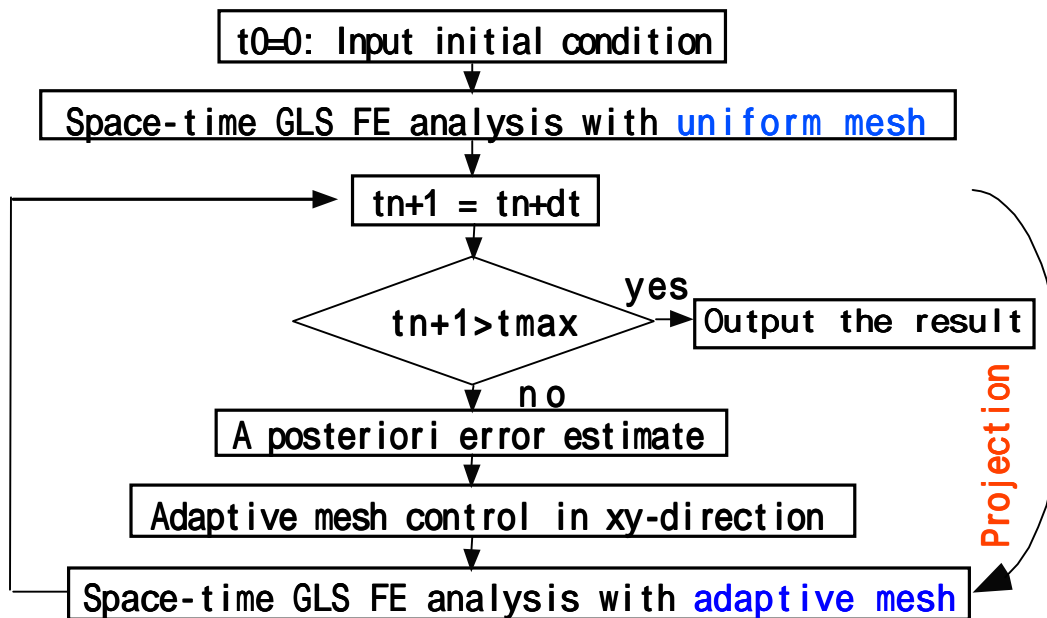 t0=0: Input initial condition
Space-time GLS FE analysis with uniform mesh
tn+1 = tn+dt
tn+1>tmax
yes
Output the result
no
A posteriori error estimate
Adaptive mesh control in xy-direction
Space-time GLS FE analysis with adaptive mesh
Projection